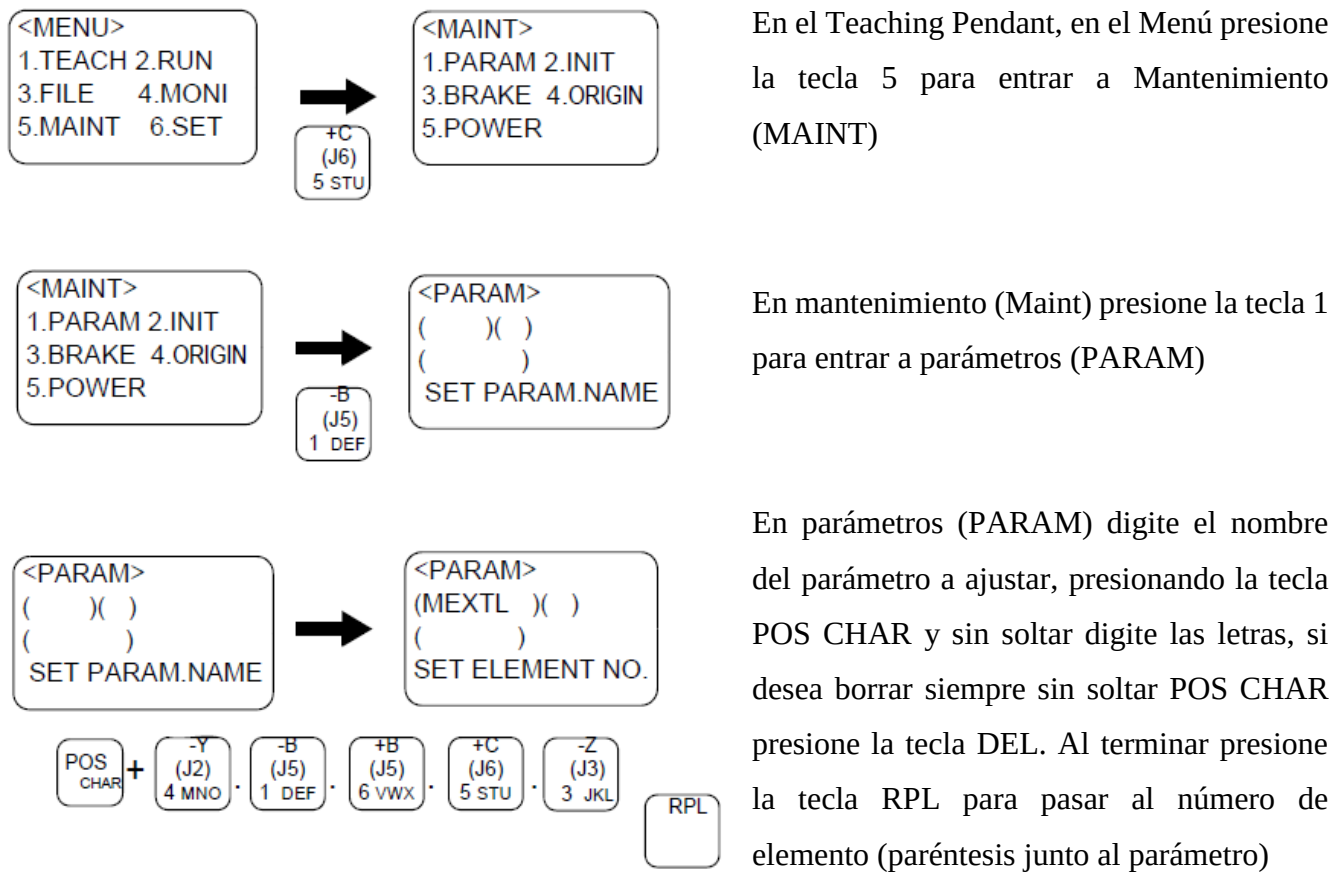 <MENU>
1.TEACH 2.RUN
3.FILE 4.MONI
5.MAINT 6.SET
+C
(J6)
5 STU
<MAINT>
1.PARAM 2.INIT
3.BRAKE 4.ORIGIN
5.POWER
En el Teaching Pendant, en el Menú presione
la tecla 5 para entrar a Mantenimiento
(MAINT)
<MAINT>
1.PARAM 2.INIT
3.BRAKE 4.ORIGIN
5.POWER
-B
(J5)
1 DEF
<PARAM>
( )( )
( )
SET PARAM.NAME
En mantenimiento (Maint) presione la tecla 1
para entrar a parámetros (PARAM)
<PARAM>
( )( )
( )
SET PARAM.NAME
<PARAM>
(MEXTL )( )
( )
SET ELEMENT NO.
POS
CHAR
+
-Y
(J2)
4 MNO
.
-B
(J5)
1 DEF
.
+B
(J5)
6 VWX
.
+C
(J6)
5 STU
.
-Z
(J3)
3 JKL
RPL
En parámetros (PARAM) digite el nombre
del parámetro a ajustar, presionando la tecla
POS CHAR y sin soltar digite las letras, si
desea borrar siempre sin soltar POS CHAR
presione la tecla DEL. Al terminar presione
la tecla RPL para pasar al número de
elemento (paréntesis junto al parámetro)